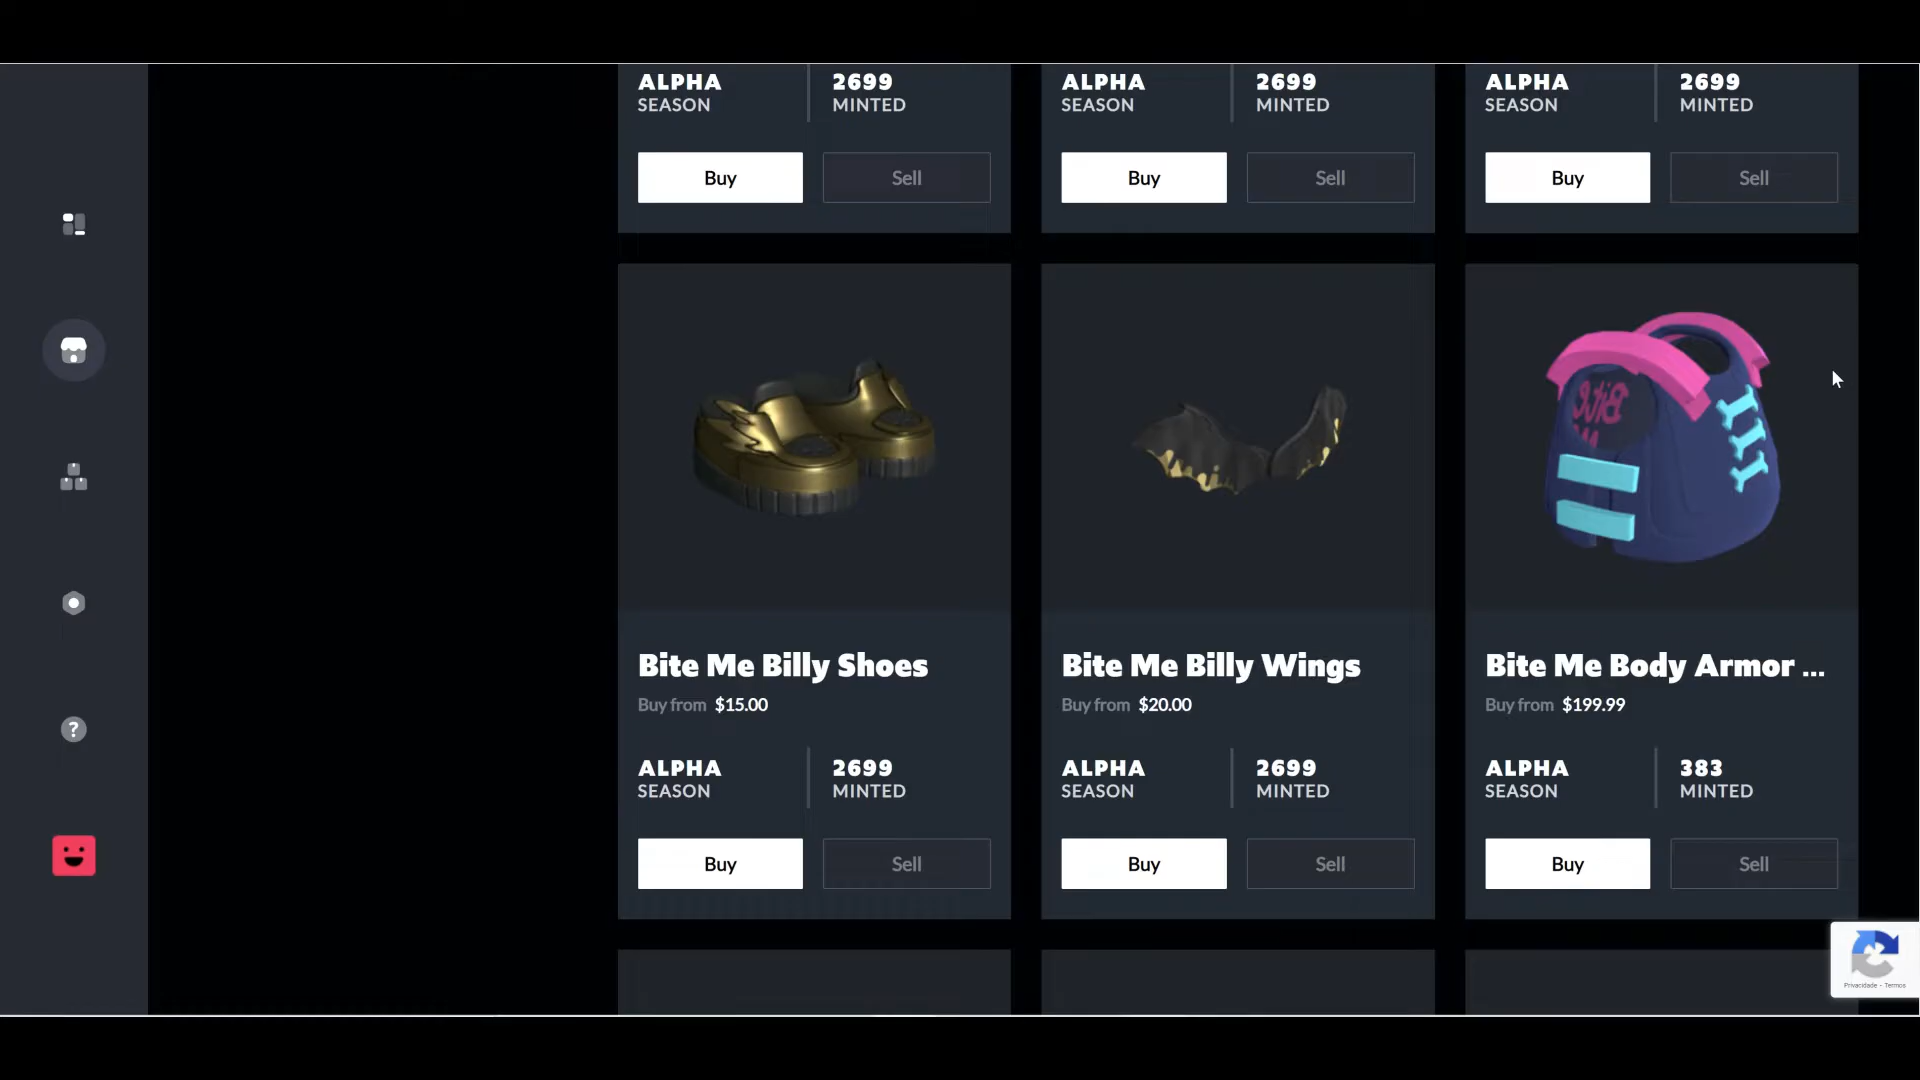 ALPHA 2699 ALPHA 2699 ALPHA 2699
SEASON MINTED SEASON MINTED SEASON MINTED
Buy Sell Buy Sell Buy Sell
Bite Me Billy Shoes Bite Me Billy Wings Bite Me Body Armor ...
Buy from $15.00 Buy from $20.00 Buy from $199.99
ALPHA 2699 ALPHA 2699 ALPHA 383
SEASON MINTED SEASON MINTED SEASON MINTED
Buy Sell Buy Sell Buy Sell
Privacidade - Termos